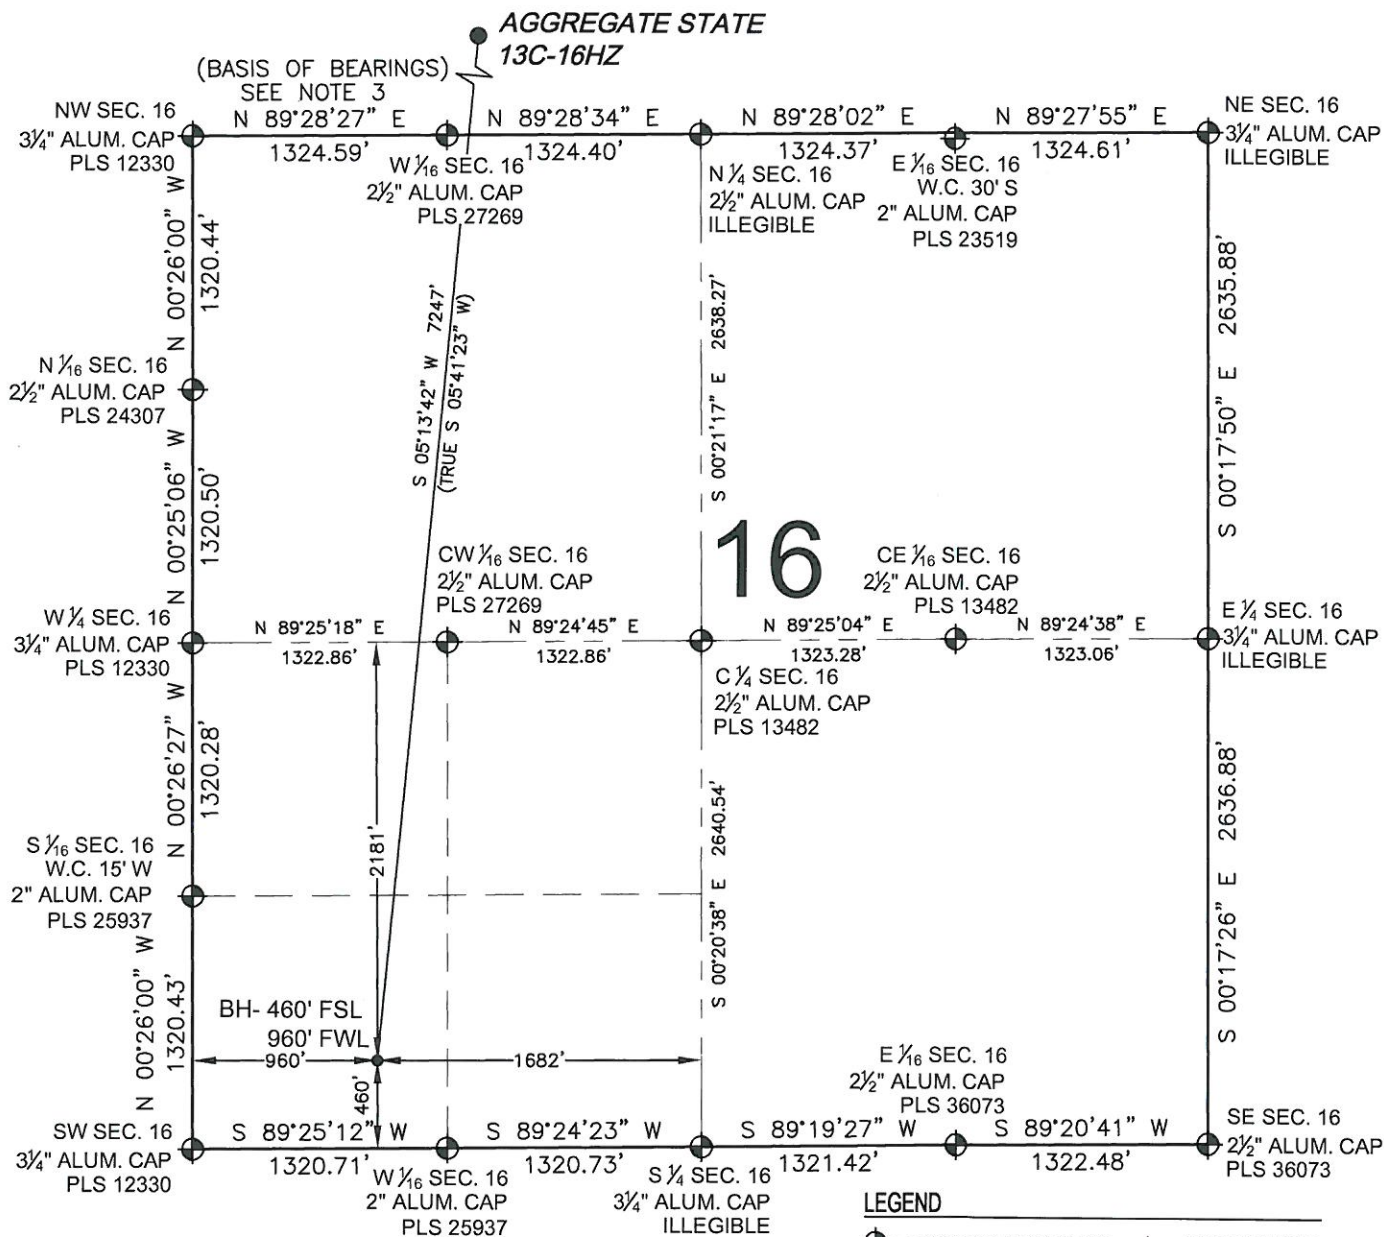 AGGREGATE STATE
13C-16HZ
(BASIS OF BEARINGS)
SEE NOTE 3
NW SEC. 16
3¼" ALUM. CAP
PLS 12330
N 89°28'27" E
1324.59'
N 89°28'34" E
1324.40'
N 89°28'02" E
1324.37'
N 89°27'55" E
1324.61'
NE SEC. 16
3¼" ALUM. CAP
ILLEGIBLE
W 1/16 SEC. 16
2½" ALUM. CAP
PLS 27269
N ¼ SEC. 16
2½" ALUM. CAP
ILLEGIBLE
E 1/16 SEC. 16
W.C. 30' S
2" ALUM. CAP
PLS 23519
N 00°26'00" W
1320.44'
S 05°13'42" W 7247'
(TRUE S 05°41'23" W)
S 00°21'17" E 2638.27'
S 00°17'50" E 2635.88'
N 1/16 SEC. 16
2½" ALUM. CAP
PLS 24307
N 00°25'06" W
1320.50'
16
CW 1/16 SEC. 16
2½" ALUM. CAP
PLS 27269
CE 1/16 SEC. 16
2½" ALUM. CAP
PLS 13482
W ¼ SEC. 16
3¼" ALUM. CAP
PLS 12330
N 89°25'18" E
1322.86'
N 89°24'45" E
1322.86'
N 89°25'04" E
1323.28'
N 89°24'38" E
1323.06'
E ¼ SEC. 16
3¼" ALUM. CAP
ILLEGIBLE
C ¼ SEC. 16
2½" ALUM. CAP
PLS 13482
N 00°26'27" W
1320.28'
2181'
S 00°20'38" E 2640.54'
S 00°17'26" E 2636.88'
S 1/16 SEC. 16
W.C. 15' W
2" ALUM. CAP
PLS 25937
N 00°26'00" W
1320.43'
BH- 460' FSL
960' FWL
960'
1682'
460'
E 1/16 SEC. 16
2½" ALUM. CAP
PLS 36073
SW SEC. 16
3¼" ALUM. CAP
PLS 12330
S 89°25'12" W
1320.71'
S 89°24'23" W
1320.73'
S 89°19'27" W
1321.42'
S 89°20'41" W
1322.48'
SE SEC. 16
2½" ALUM. CAP
PLS 36073
W 1/16 SEC. 16
2" ALUM. CAP
PLS 25937
S ¼ SEC. 16
3¼" ALUM. CAP
ILLEGIBLE
LEGEND